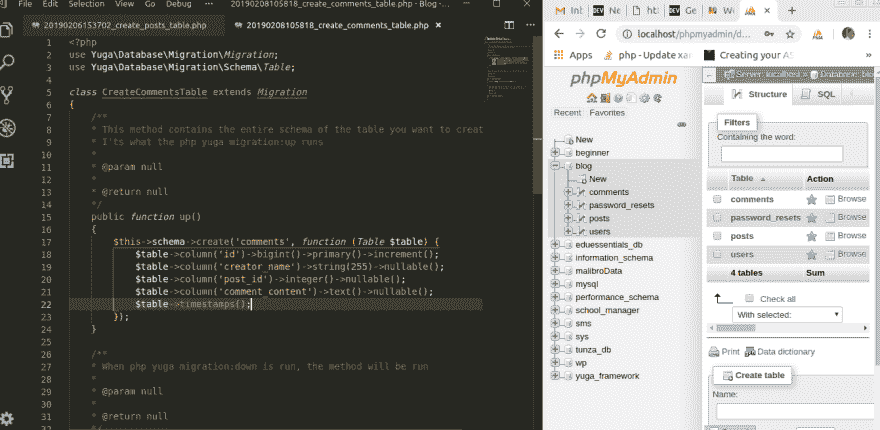 File Edit Selection View Go Debug
20190208105818_create_comments_table.php - Blog -
20190206153702_create_posts_table.php
20190208105818_create_comments_table.php ×
1 <?php
2 use Yuga\Database\Migration\Migration;
3 use Yuga\Database\Migration\Schema\Table;
4
5 class CreateCommentsTable extends Migration
6 {
7 /**
8 * This method contains the entire schema of the table you want to creat
9 * I'ts what the php yuga migration:up runs
10 *
11 * @param null
12 *
13 * @return null
14 */
15 public function up()
16 {
17 $this->schema->create('comments', function (Table $table) {
18 $table->column('id')->bigint()->primary()->increment();
19 $table->column('creator_name')->string(255)->nullable();
20 $table->column('post_id')->integer()->nullable();
21 $table->column('comment_content')->text()->nullable();
22 $table->timestamps();
23 });
24 }
25
26 /**
27 * When php yuga migration:down is run, the method will be run
28 *
29 * @param null
30 *
31 * @return null
32 */
Int
Ne
ht
Ge
W
localhost/phpmyadmin/d...
Apps
php - Update xam
Creating your AS
»
phpMyAdmin
Recent Favorites
New
beginner
blog
New
comments
password_resets
posts
users
eduessentials_db
information_schema
malibroData
mysql
performance_schema
school_manager
sms
sys
tunza_db
wp
yuga_framework
Server: localhost » Database: blo
Structure SQL
Filters
Containing the word:
Table Action
comments Browse
password_resets Browse
posts Browse
users Browse
4 tables Sum
Check all
With selected:
Print Data dictionary
Create table
Name: